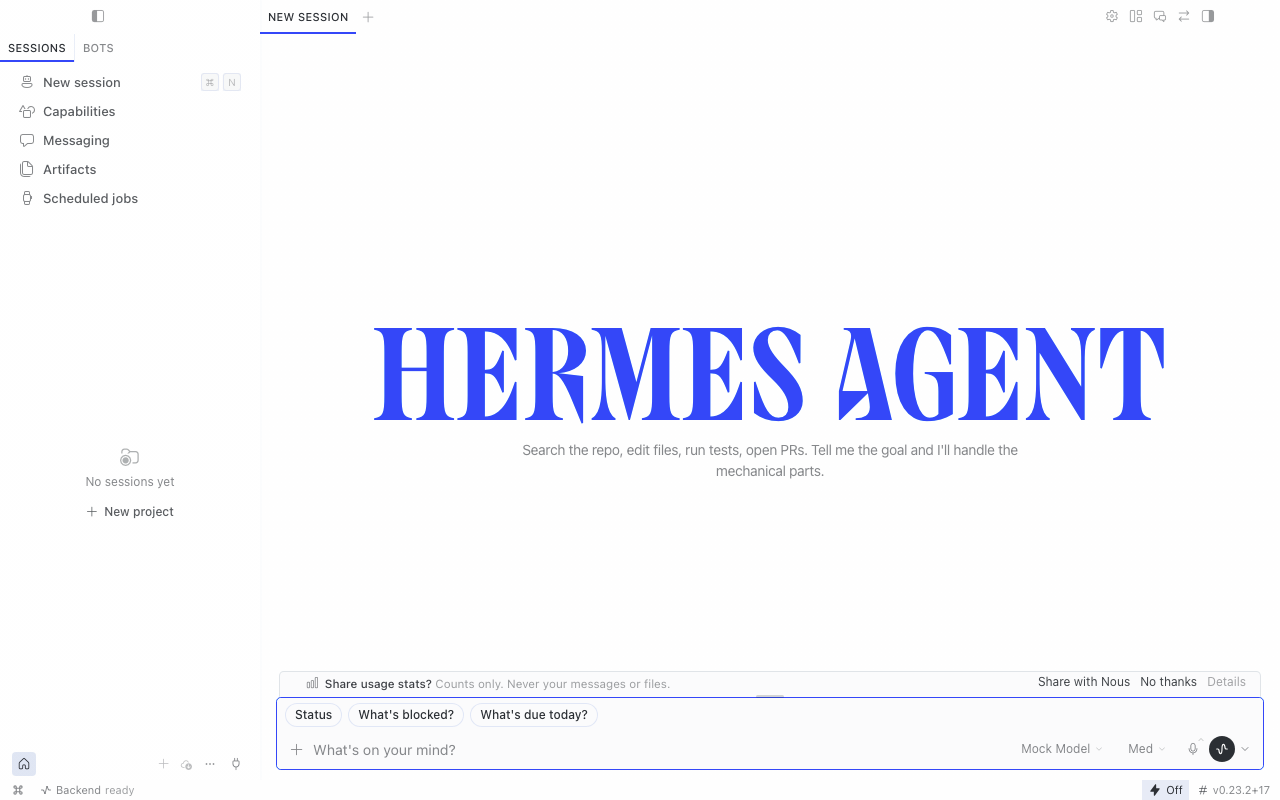 NEW SESSION
SESSIONS
BOTS
New session
⌘ N
Capabilities
Messaging
Artifacts
Scheduled jobs
No sessions yet
New project
HERMES AGENT
Search the repo, edit files, run tests, open PRs. Tell me the goal and I'll handle the
mechanical parts.
Share usage stats? Counts only. Never your messages or files.
Share with Nous No thanks Details
Status
What's blocked?
What's due today?
What's on your mind?
Mock Model
Med
Backend ready
Off
# v0.23.2+17